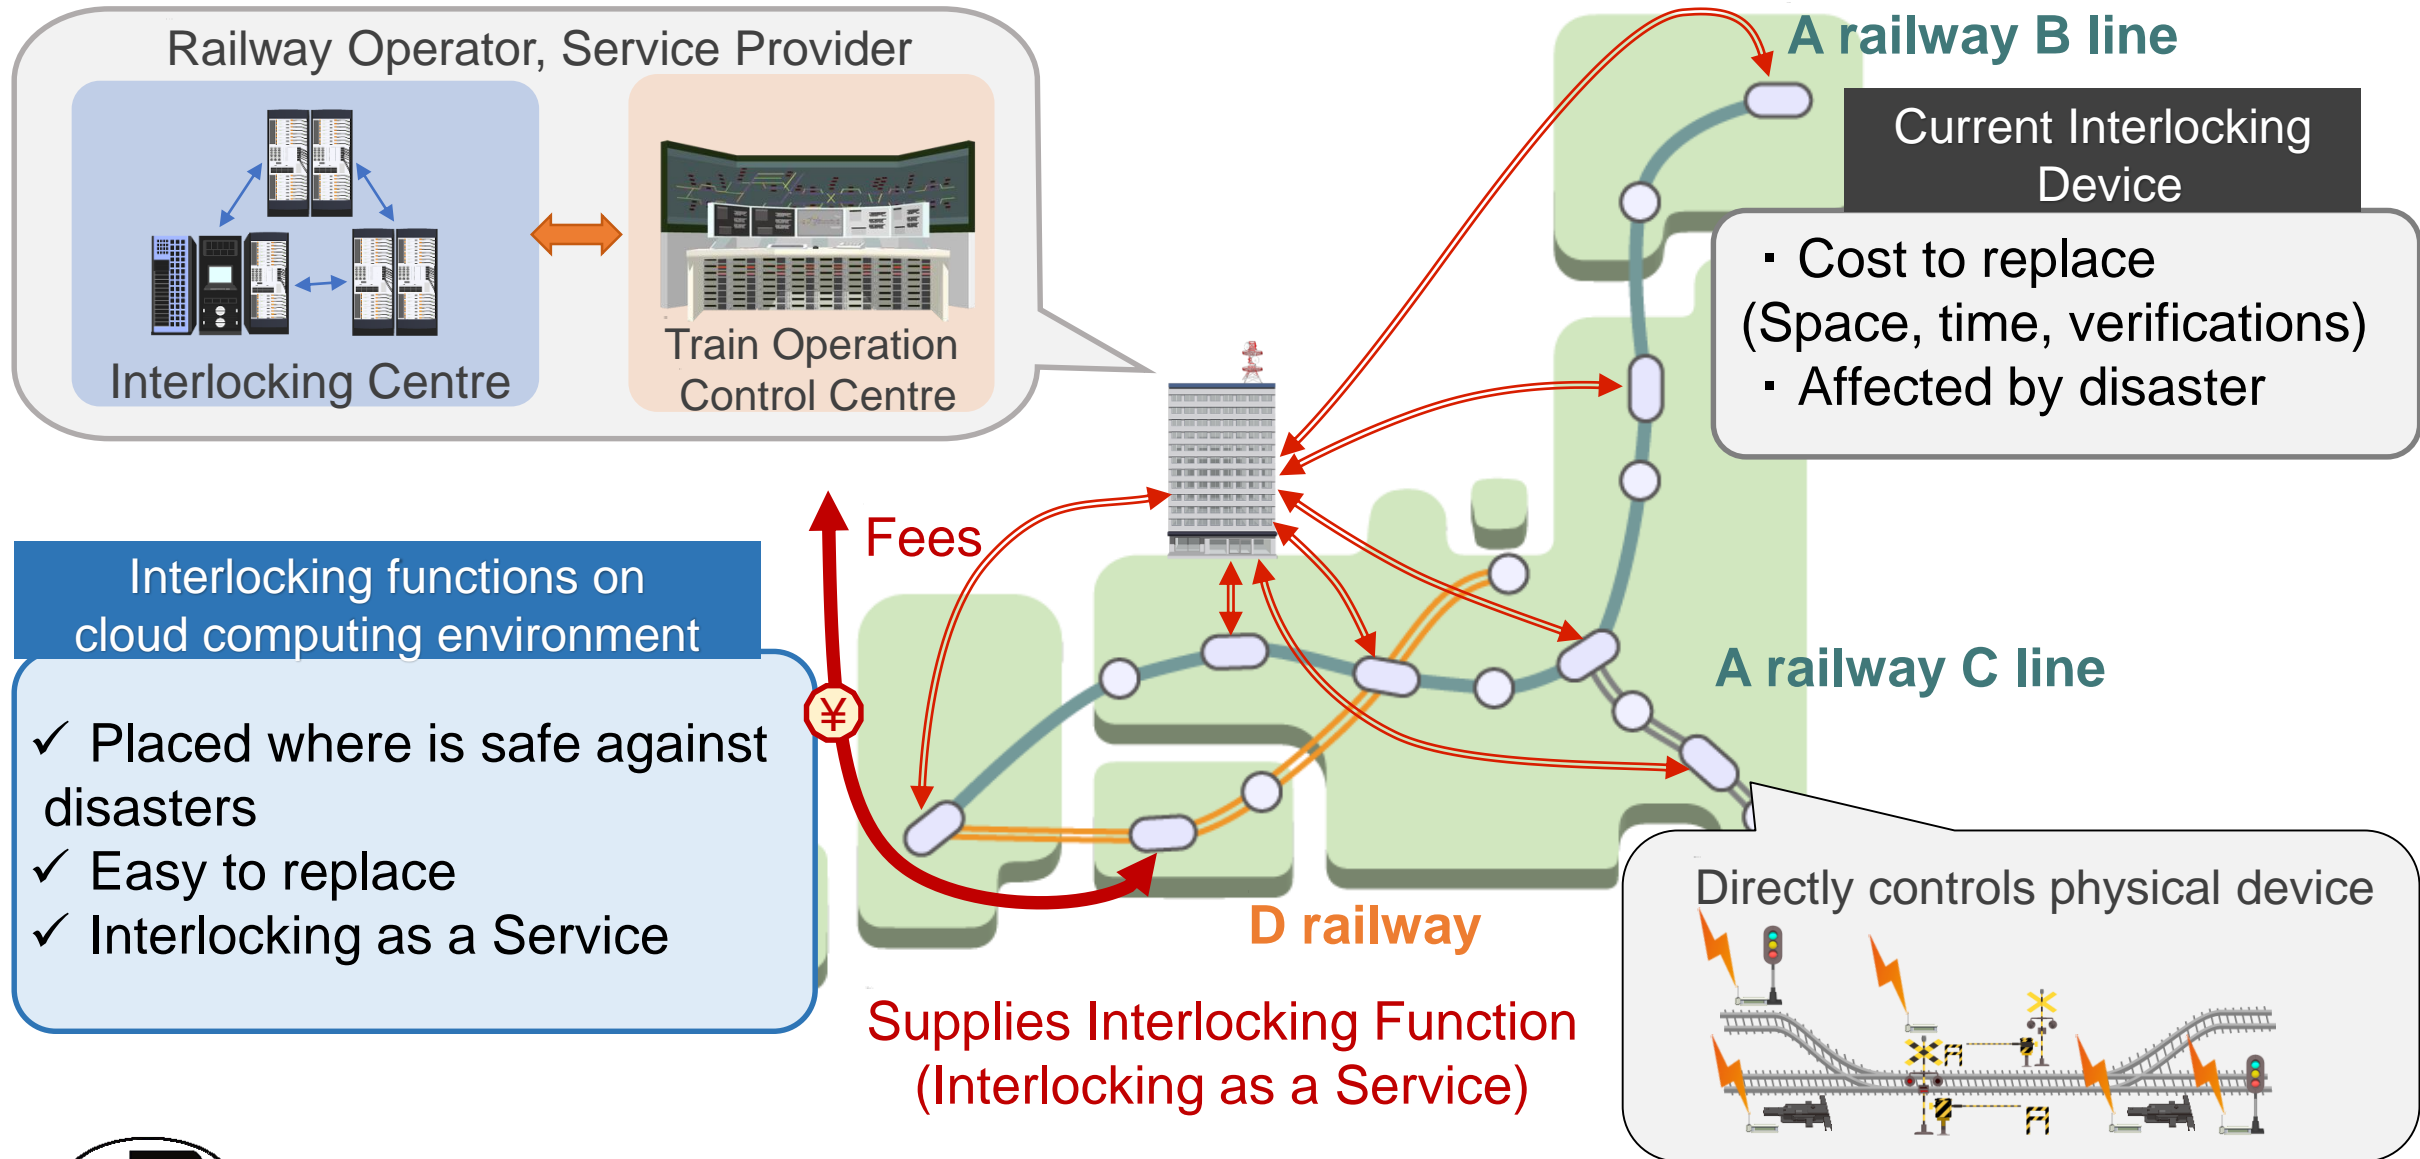 Railway Operator, Service Provider
Interlocking Centre
Train Operation
Control Centre
A railway B line
Current Interlocking
Device
・Cost to replace
(Space, time, verifications)
・Affected by disaster
Fees
Interlocking functions on
cloud computing environment
¥
✓ Placed where is safe against
disasters
✓ Easy to replace
✓ Interlocking as a Service
A railway C line
D railway
Directly controls physical device
Supplies Interlocking Function
(Interlocking as a Service)